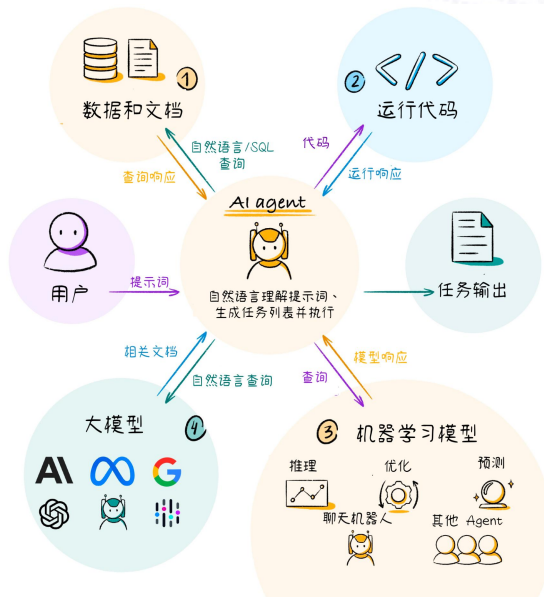 ①
数据和文档
②
</>
运行代码
自然语言/SQL
查询
查询响应
代码
运行响应
AI agent
自然语言理解提示词、
生成任务列表并执行
用户
提示词
任务输出
相关文档
自然语言查询
模型响应
查询
大模型
④
AI
G
③
机器学习模型
推理
优化
预测
聊天机器人
其他 Agent